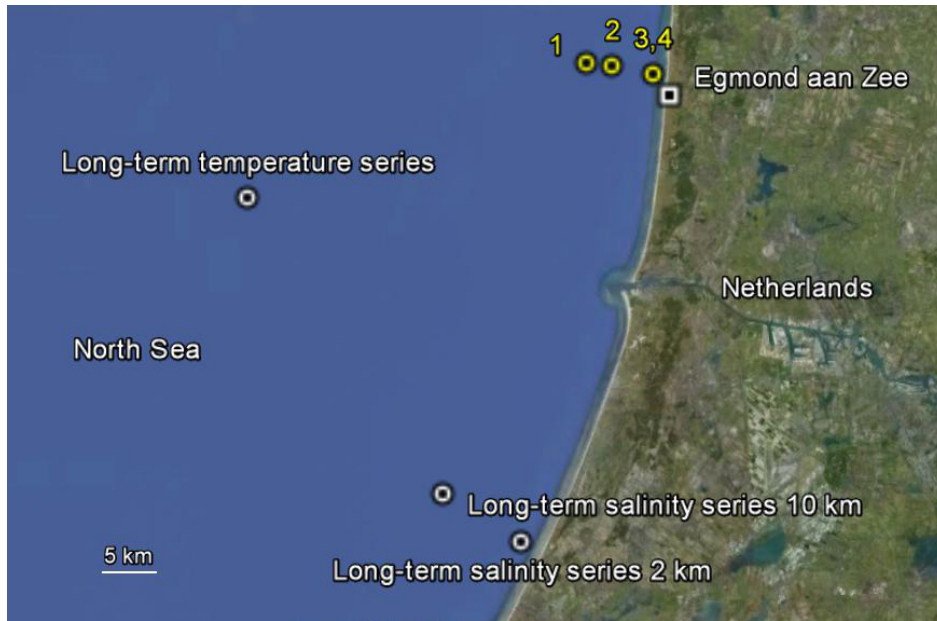 1
2
3,4
Egmond aan Zee
Long-term temperature series
Netherlands
North Sea
Long-term salinity series 10 km
5 km
Long-term salinity series 2 km